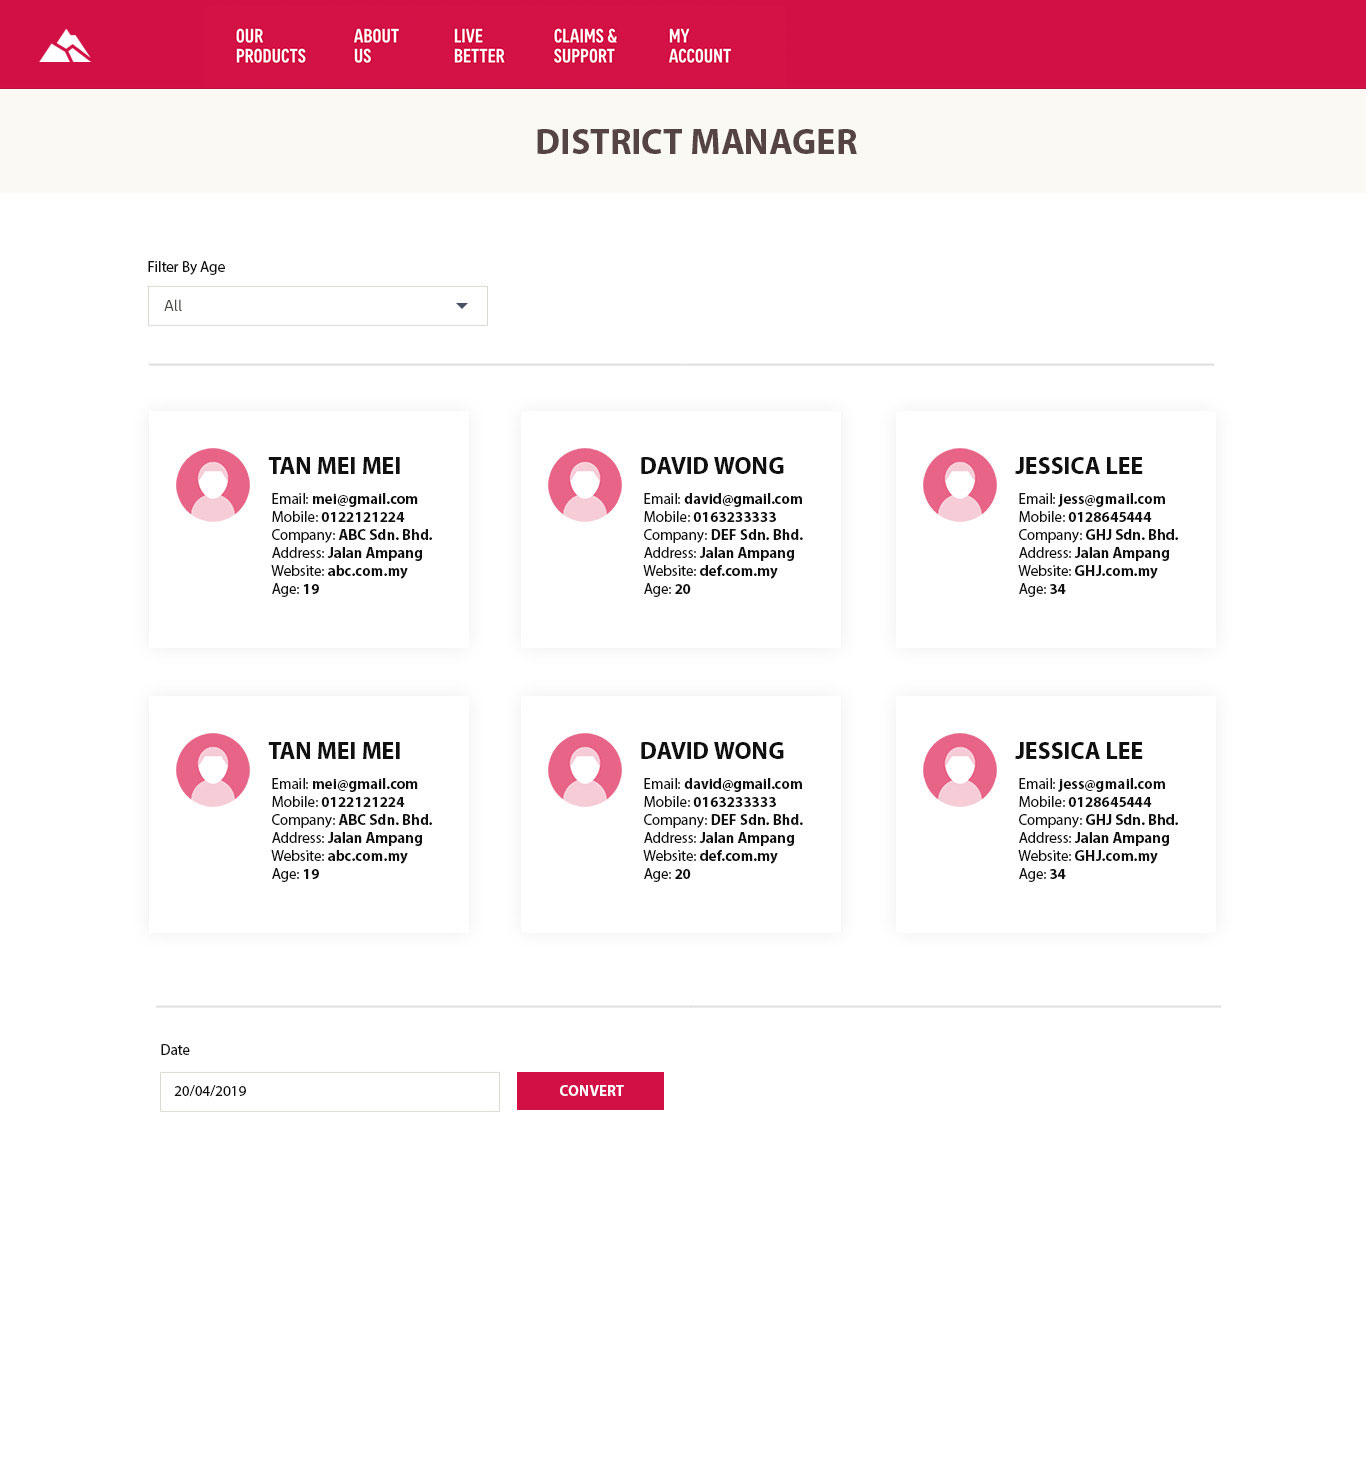 OUR
PRODUCTS
ABOUT
US
LIVE
BETTER
CLAIMS &
SUPPORT
MY
ACCOUNT
DISTRICT MANAGER
Filter By Age
All
TAN MEI MEI
Email: mei@gmail.com
Mobile: 0122121224
Company: ABC Sdn. Bhd.
Address: Jalan Ampang
Website: abc.com.my
Age: 19
DAVID WONG
Email: david@gmail.com
Mobile: 0163233333
Company: DEF Sdn. Bhd.
Address: Jalan Ampang
Website: def.com.my
Age: 20
JESSICA LEE
Email: jess@gmail.com
Mobile: 0128645444
Company: GHJ Sdn. Bhd.
Address: Jalan Ampang
Website: GHJ.com.my
Age: 34
TAN MEI MEI
Email: mei@gmail.com
Mobile: 0122121224
Company: ABC Sdn. Bhd.
Address: Jalan Ampang
Website: abc.com.my
Age: 19
DAVID WONG
Email: david@gmail.com
Mobile: 0163233333
Company: DEF Sdn. Bhd.
Address: Jalan Ampang
Website: def.com.my
Age: 20
JESSICA LEE
Email: jess@gmail.com
Mobile: 0128645444
Company: GHJ Sdn. Bhd.
Address: Jalan Ampang
Website: GHJ.com.my
Age: 34
Date
20/04/2019
CONVERT